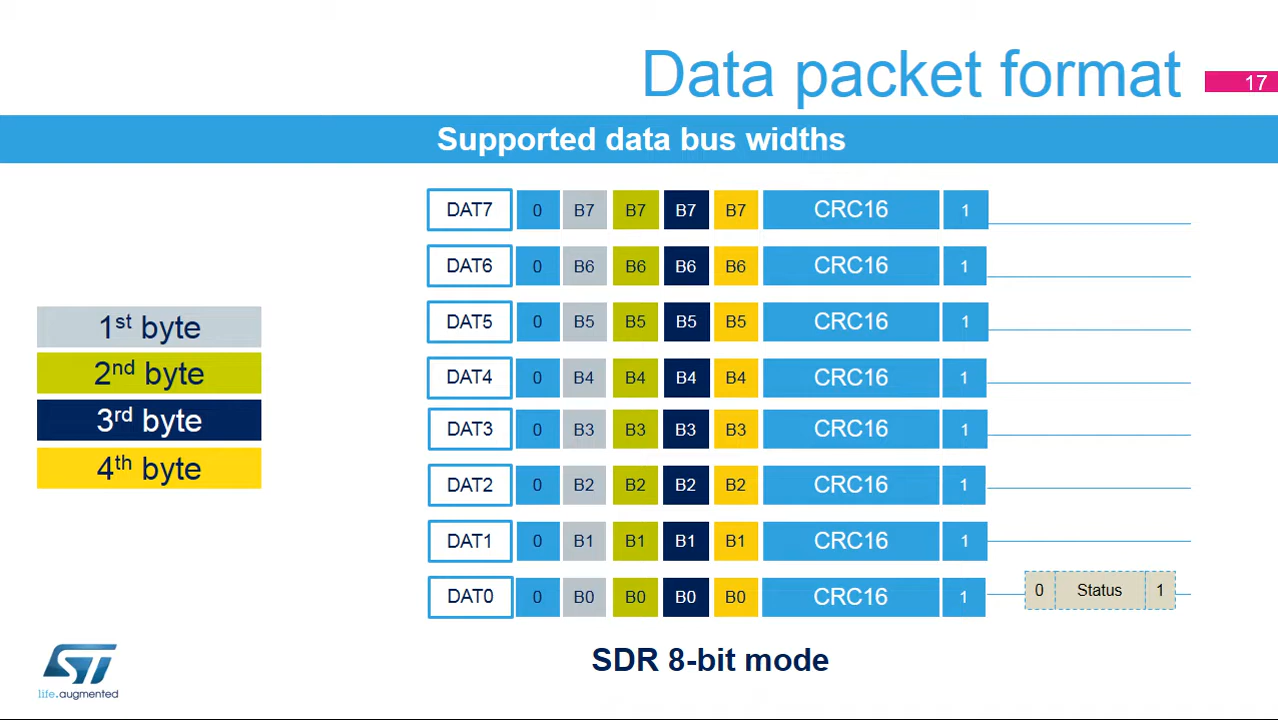 Data packet format
17
Supported data bus widths
1st byte
2nd byte
3rd byte
4th byte
DAT7 0 B7 B7 B7 B7 CRC16 1
DAT6 0 B6 B6 B6 B6 CRC16 1
DAT5 0 B5 B5 B5 B5 CRC16 1
DAT4 0 B4 B4 B4 B4 CRC16 1
DAT3 0 B3 B3 B3 B3 CRC16 1
DAT2 0 B2 B2 B2 B2 CRC16 1
DAT1 0 B1 B1 B1 B1 CRC16 1
DAT0 0 B0 B0 B0 B0 CRC16 1 0 Status 1
SDR 8-bit mode
ST
life.augmented